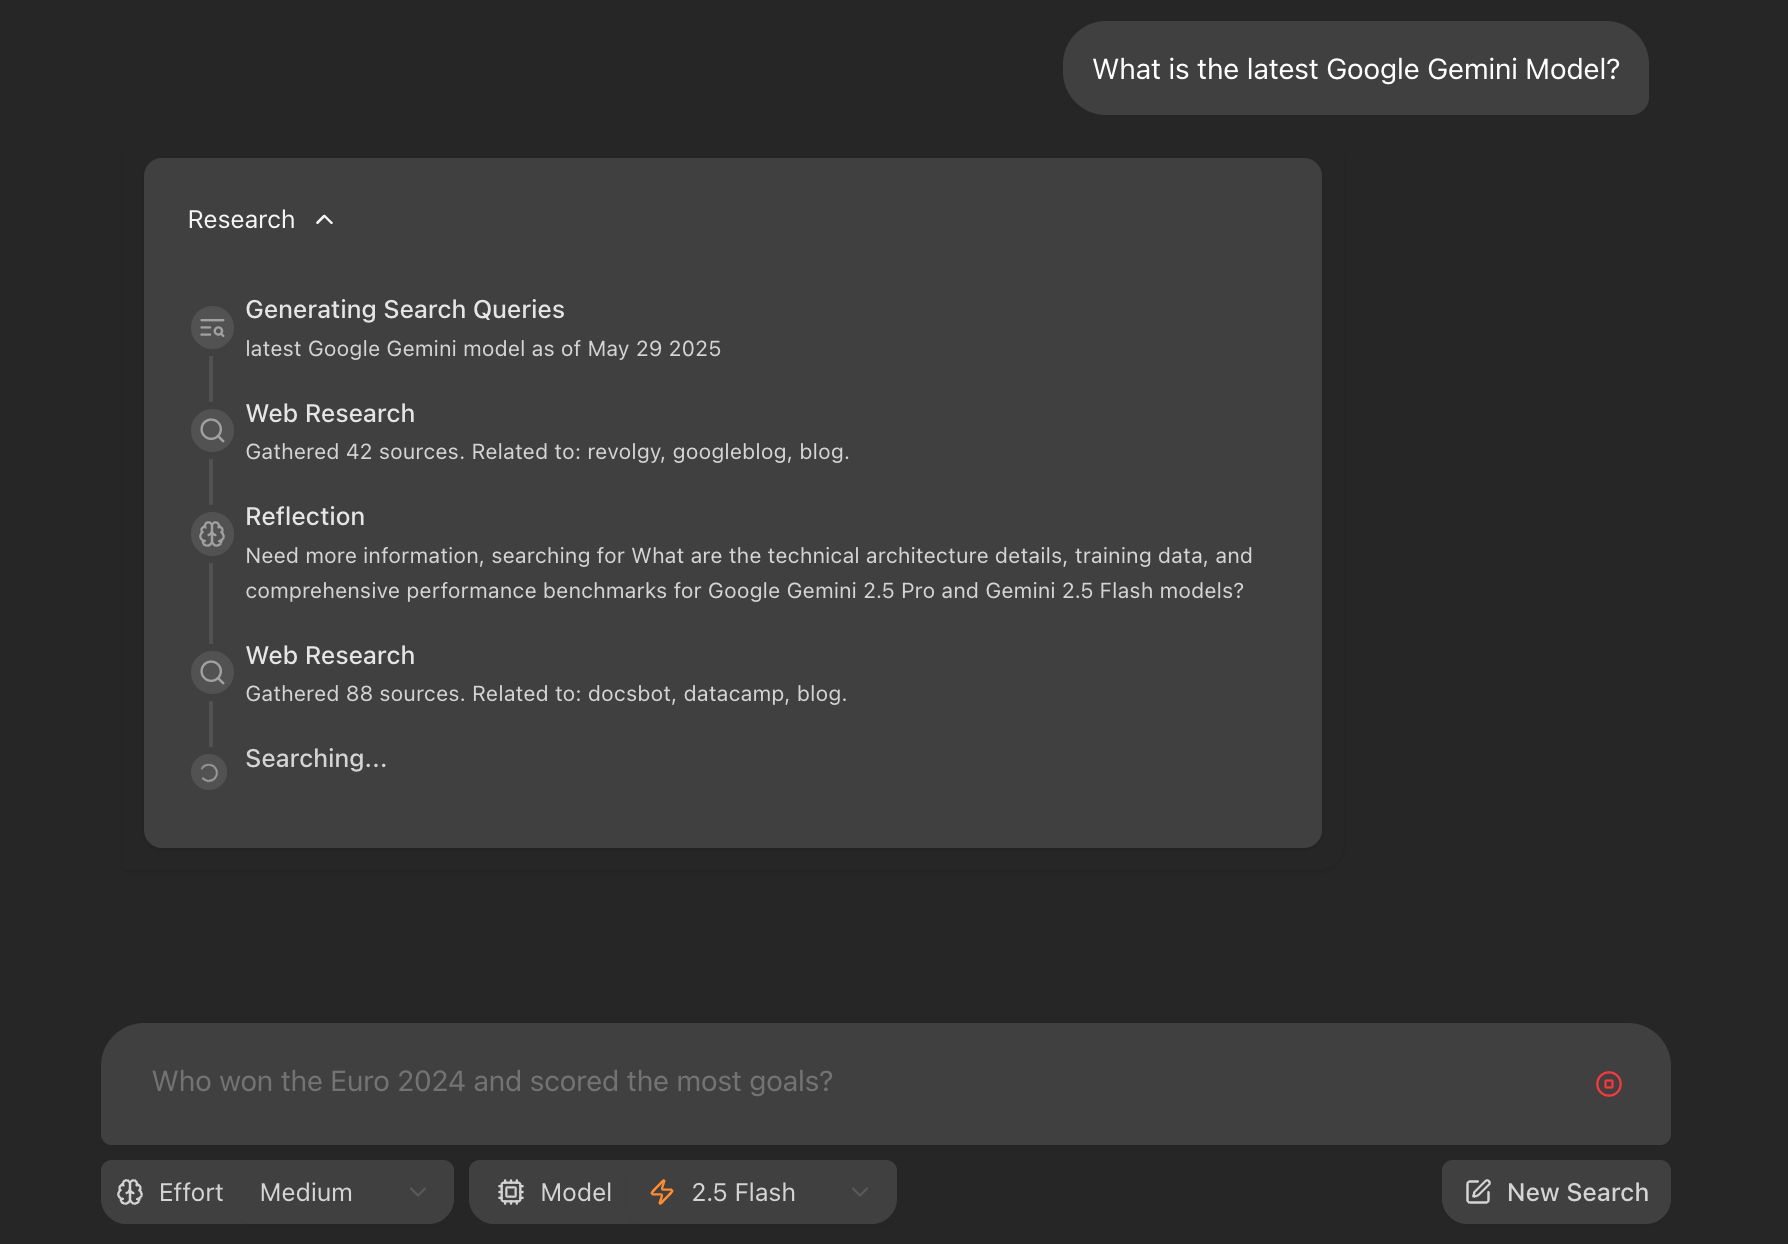 What is the latest Google Gemini Model?
Research
Generating Search Queries
latest Google Gemini model as of May 29 2025
Web Research
Gathered 42 sources. Related to: revolgy, googleblog, blog.
Reflection
Need more information, searching for What are the technical architecture details, training data, and
comprehensive performance benchmarks for Google Gemini 2.5 Pro and Gemini 2.5 Flash models?
Web Research
Gathered 88 sources. Related to: docsbot, datacamp, blog.
Searching...
Who won the Euro 2024 and scored the most goals?
Effort Medium Model 2.5 Flash New Search